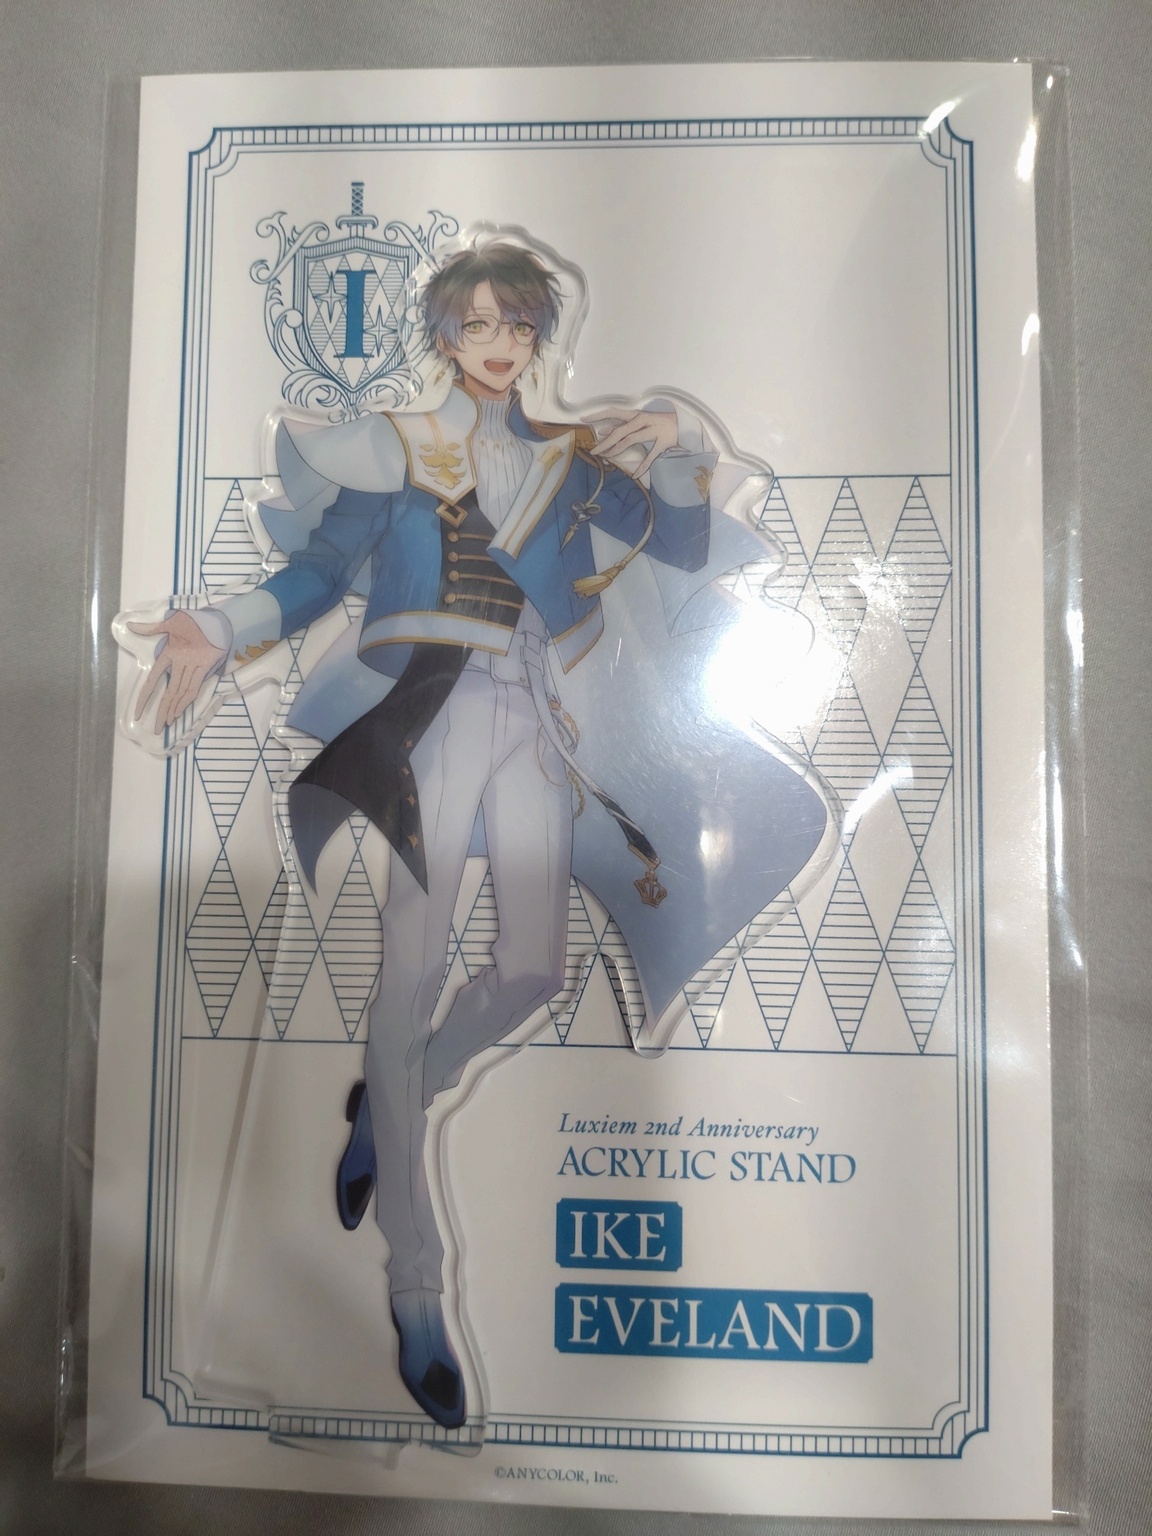 I
Luxiem 2nd Anniversary
ACRYLIC STAND
IKE
EVELAND
©ANYCOLOR, Inc.